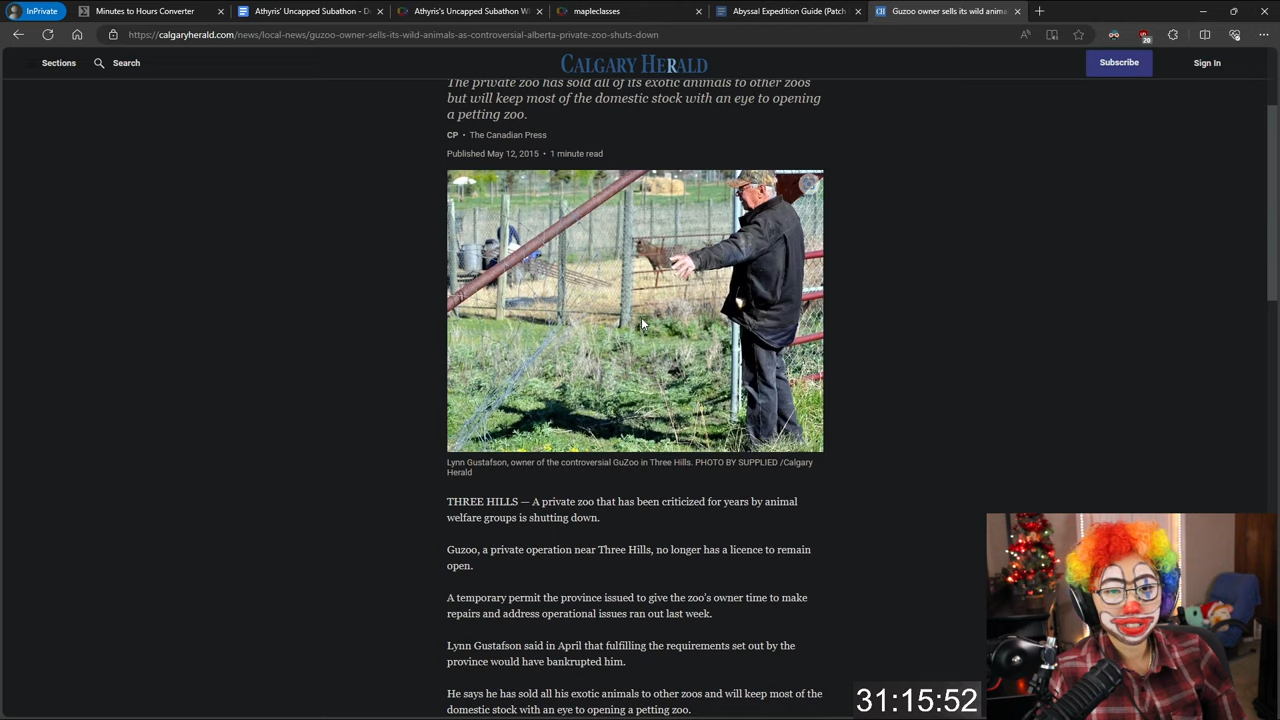 InPrivate
Minutes to Hours Converter
Athyris' Uncapped Subathon - D
Athyris's Uncapped Subathon W
mapleclasses
Abyssal Expedition Guide (Patch
Guzoo owner sells its wild anim
https://calgaryherald.com/news/local-news/guzoo-owner-sells-its-wild-animals-as-controversial-alberta-private-zoo-shuts-down
20
Sections
Search
CALGARY HERALD
Subscribe
Sign In
The private zoo has sold all of its exotic animals to other zoos
but will keep most of the domestic stock with an eye to opening
a petting zoo.
CP • The Canadian Press
Published May 12, 2015 • 1 minute read
Lynn Gustafson, owner of the controversial GuZoo in Three Hills. PHOTO BY SUPPLIED /Calgary
Herald
THREE HILLS — A private zoo that has been criticized for years by animal
welfare groups is shutting down.
Guzoo, a private operation near Three Hills, no longer has a licence to remain
open.
A temporary permit the province issued to give the zoo's owner time to make
repairs and address operational issues ran out last week.
Lynn Gustafson said in April that fulfilling the requirements set out by the
province would have bankrupted him.
He says he has sold all his exotic animals to other zoos and will keep most of the
domestic stock with an eye to opening a petting zoo.
31:15:52